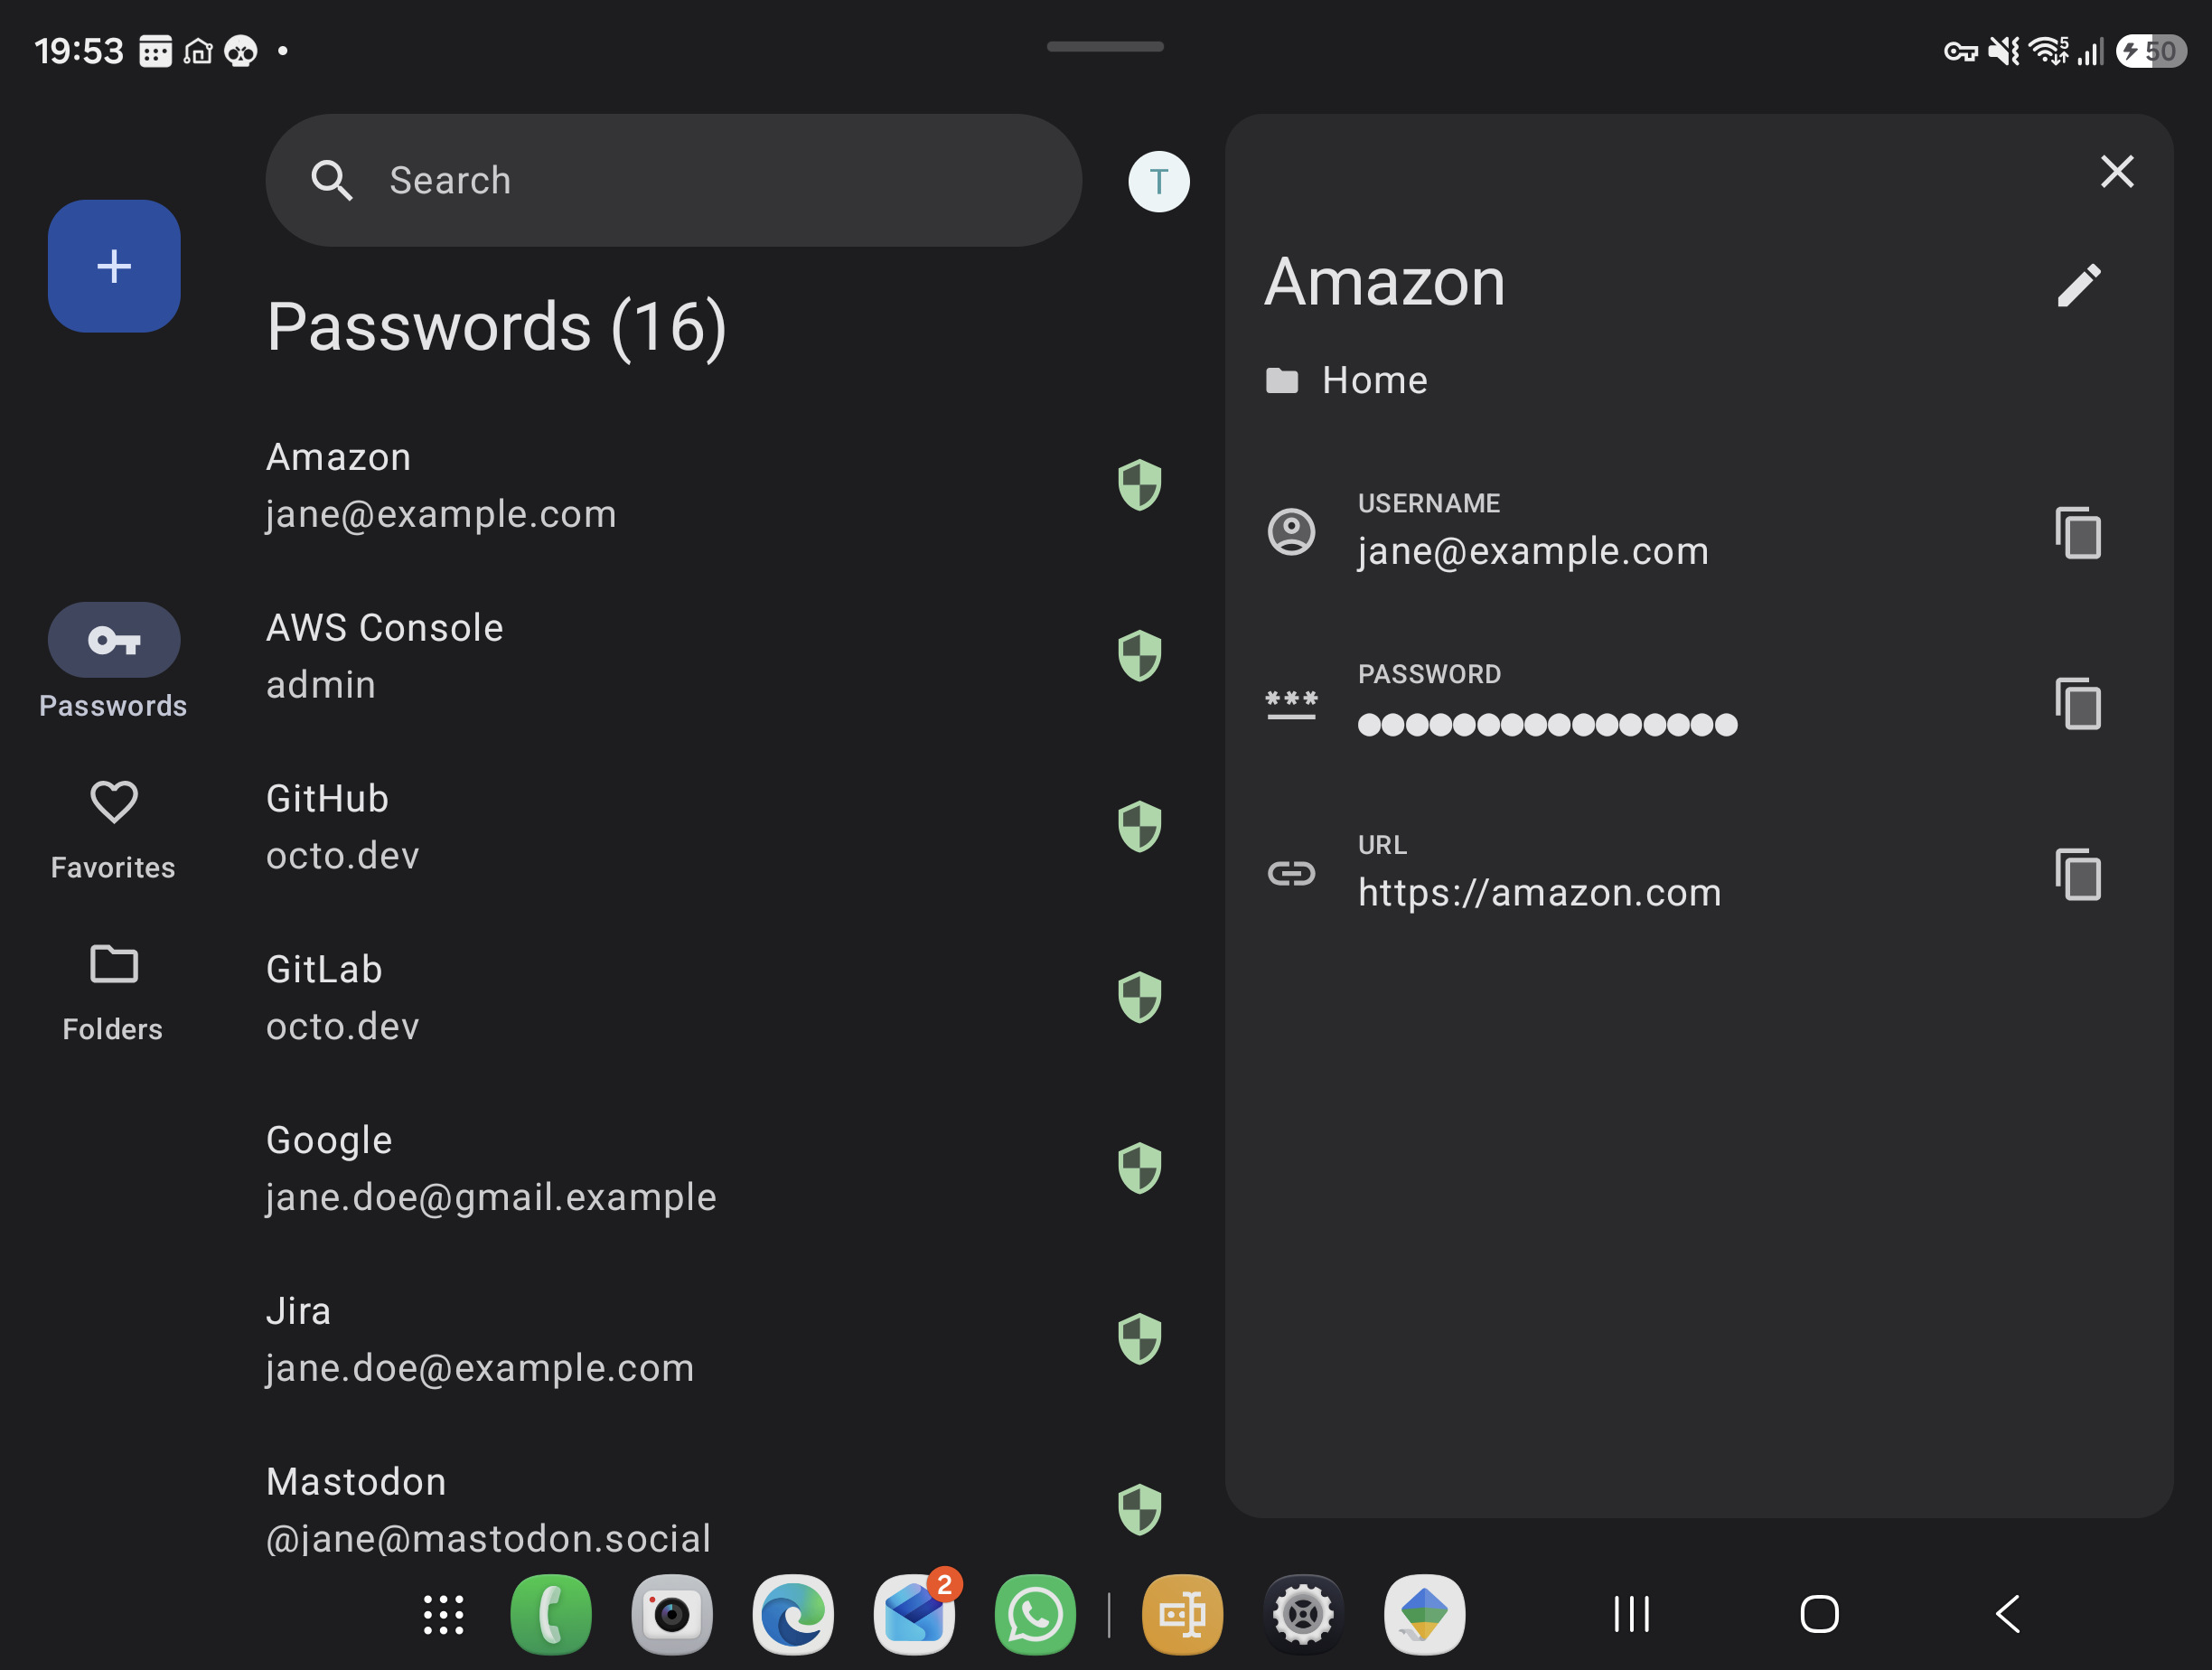 19:53
5
50
Search
T
Passwords (16)
Amazon
jane@example.com
AWS Console
admin
GitHub
octo.dev
GitLab
octo.dev
Google
jane.doe@gmail.example
Jira
jane.doe@example.com
Mastodon
@jane@mastodon.social
Passwords
Favorites
Folders
Amazon
Home
USERNAME
jane@example.com
PASSWORD
●●●●●●●●●●●●●●●●
URL
https://amazon.com
2